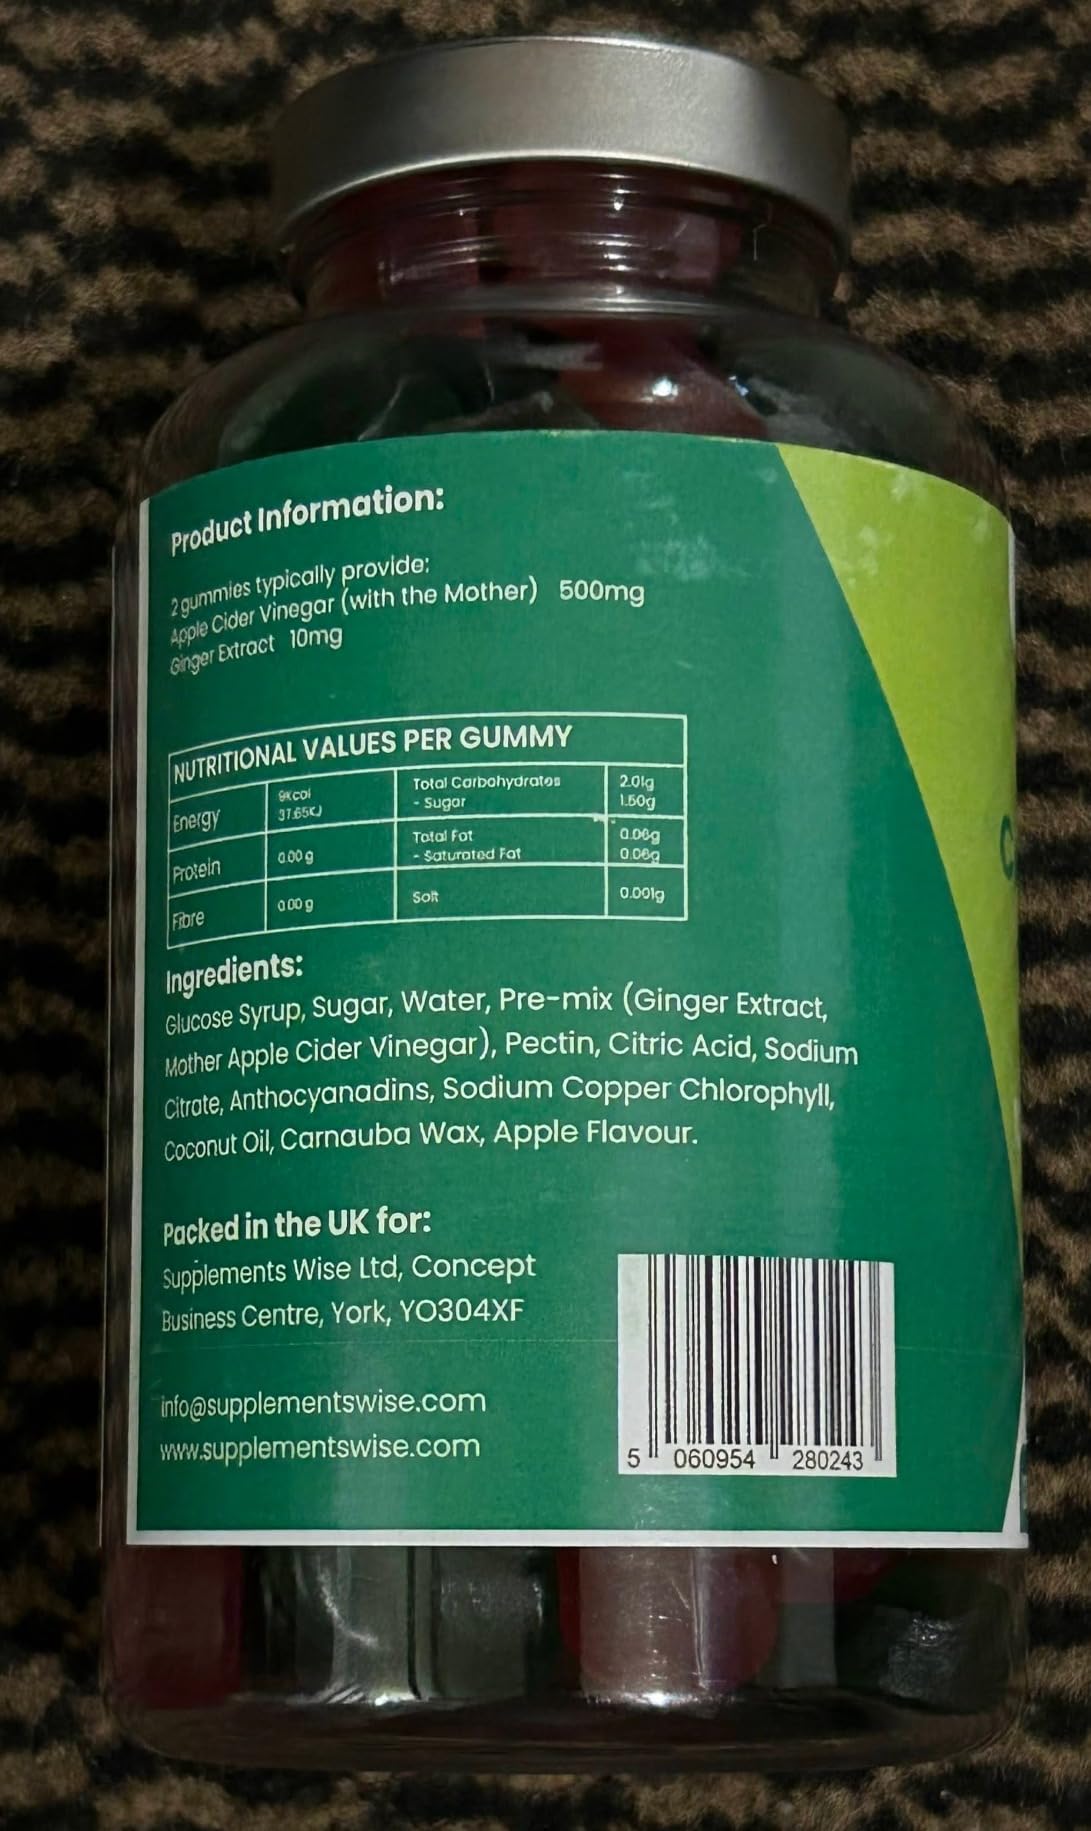 Product Information:
2 gummies typically provide:
Apple Cider Vinegar (with the Mother) 500mg
Ginger Extract 10mg
NUTRITIONAL VALUES PER GUMMY
Energy 9kcal 37.65KJ
Total Carbohydrates 2.01g
- Sugar 1.50g
Protein 0.00g
Total Fat 0.06g
- Saturated Fat 0.06g
Fibre 0.00g
Salt 0.001g
Ingredients:
Glucose Syrup, Sugar, Water, Pre-mix (Ginger Extract,
Mother Apple Cider Vinegar), Pectin, Citric Acid, Sodium
Citrate, Anthocyanadins, Sodium Copper Chlorophyll,
Coconut Oil, Carnauba Wax, Apple Flavour.
Packed in the UK for:
Supplements Wise Ltd, Concept
Business Centre, York, YO304XF
info@supplementswise.com
www.supplementswise.com
5 060954 280243